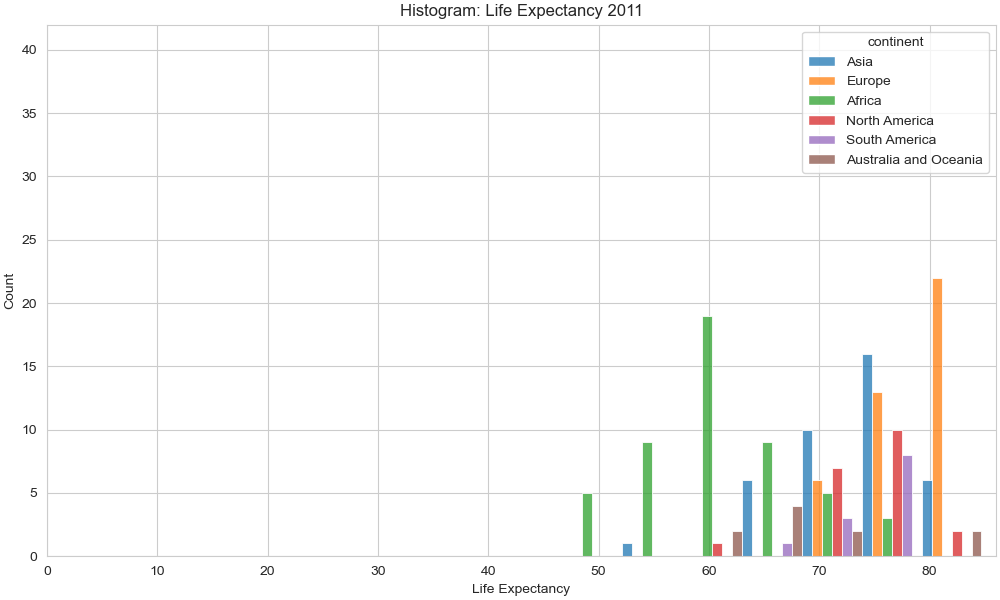 Histogram: Life Expectancy 2011
continent
Asia
Europe
Africa
North America
South America
Australia and Oceania
Count
40
35
30
25
20
15
10
5
0
0 10 20 30 40 50 60 70 80
Life Expectancy